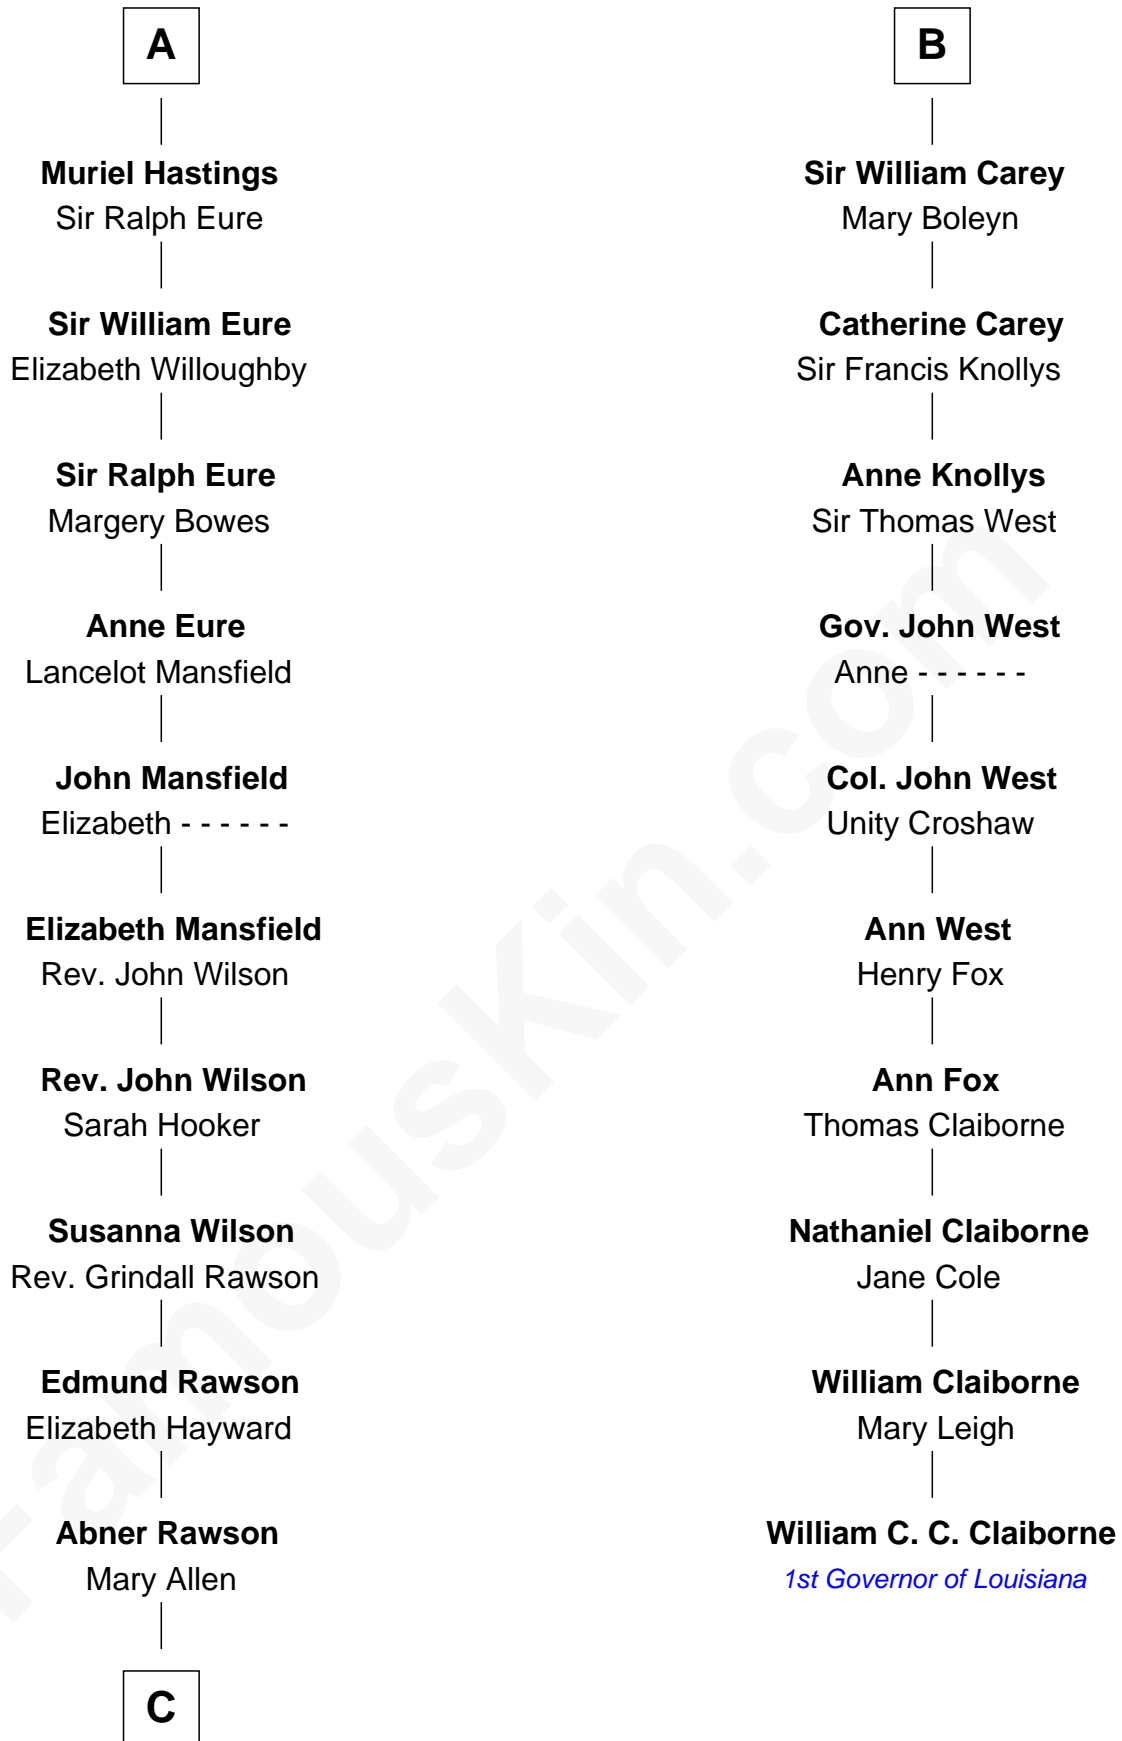 A
Muriel Hastings
Sir Ralph Eure
Sir William Eure
Elizabeth Willoughby
Sir Ralph Eure
Margery Bowes
Anne Eure
Lancelot Mansfield
John Mansfield
Elizabeth - - - - - -
Elizabeth Mansfield
Rev. John Wilson
Rev. John Wilson
Sarah Hooker
Susanna Wilson
Rev. Grindall Rawson
Edmund Rawson
Elizabeth Hayward
Abner Rawson
Mary Allen
C
B
Sir William Carey
Mary Boleyn
Catherine Carey
Sir Francis Knollys
Anne Knollys
Sir Thomas West
Gov. John West
Anne - - - - - -
Col. John West
Unity Croshaw
Ann West
Henry Fox
Ann Fox
Thomas Claiborne
Nathaniel Claiborne
Jane Cole
William Claiborne
Mary Leigh
William C. C. Claiborne
1st Governor of Louisiana
FamousKin.com